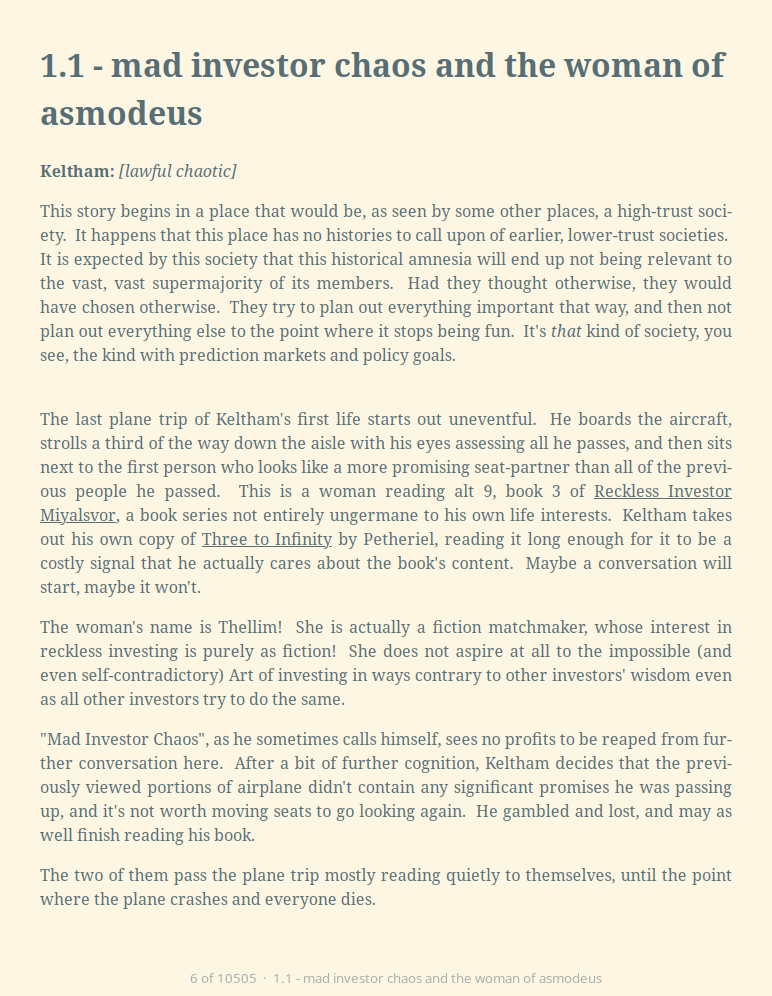 1.1 - mad investor chaos and the woman of
asmodeus
Keltham: [lawful chaotic]
This story begins in a place that would be, as seen by some other places, a high-trust soci-
ety.  It happens that this place has no histories to call upon of earlier, lower-trust societies.
It is expected by this society that this historical amnesia will end up not being relevant to
the vast, vast supermajority of its members.  Had they thought otherwise, they would
have chosen otherwise.  They try to plan out everything important that way, and then not
plan out everything else to the point where it stops being fun.  It's that kind of society, you
see, the kind with prediction markets and policy goals.
The last plane trip of Keltham's first life starts out uneventful.  He boards the aircraft,
strolls a third of the way down the aisle with his eyes assessing all he passes, and then sits
next to the first person who looks like a more promising seat-partner than all of the previ-
ous people he passed.  This is a woman reading alt 9, book 3 of Reckless Investor
Miyalsvor, a book series not entirely ungermane to his own life interests.  Keltham takes
out his own copy of Three to Infinity by Petheriel, reading it long enough for it to be a
costly signal that he actually cares about the book's content.  Maybe a conversation will
start, maybe it won't.
The woman's name is Thellim!  She is actually a fiction matchmaker, whose interest in
reckless investing is purely as fiction!  She does not aspire at all to the impossible (and
even self-contradictory) Art of investing in ways contrary to other investors' wisdom even
as all other investors try to do the same.
"Mad Investor Chaos", as he sometimes calls himself, sees no profits to be reaped from fur-
ther conversation here.  After a bit of further cognition, Keltham decides that the previ-
ously viewed portions of airplane didn't contain any significant promises he was passing
up, and it's not worth moving seats to go looking again.  He gambled and lost, and may as
well finish reading his book.
The two of them pass the plane trip mostly reading quietly to themselves, until the point
where the plane crashes and everyone dies.
6 of 10505 · 1.1 - mad investor chaos and the woman of asmodeus